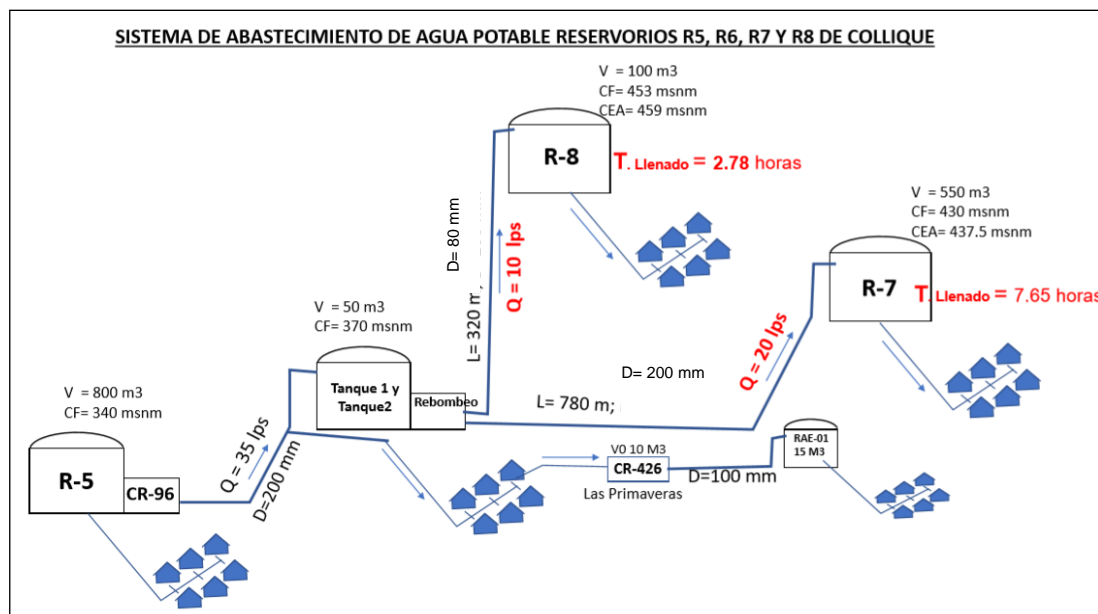 SISTEMA DE ABASTECIMIENTO DE AGUA POTABLE RESERVORIOS R5, R6, R7 Y R8 DE COLLIQUE
V = 100 m3
CF= 453 msnm
CEA= 459 msnm
R-8
T. Llenado = 2.78 horas
D= 80 mm
Q = 10 lps
L= 320 m;
V = 550 m3
CF= 430 msnm
CEA= 437.5 msnm
R-7
T. Llenado = 7.65 horas
V = 50 m3
CF= 370 msnm
Tanque 1 y
Tanque2
Rebombeo
D= 200 mm
Q = 20 lps
L= 780 m;
V = 800 m3
CF= 340 msnm
R-5
CR-96
Q = 35 lps
D=200 mm
V0 10 M3
CR-426
Las Primaveras
D=100 mm
RAE-01
15 M3